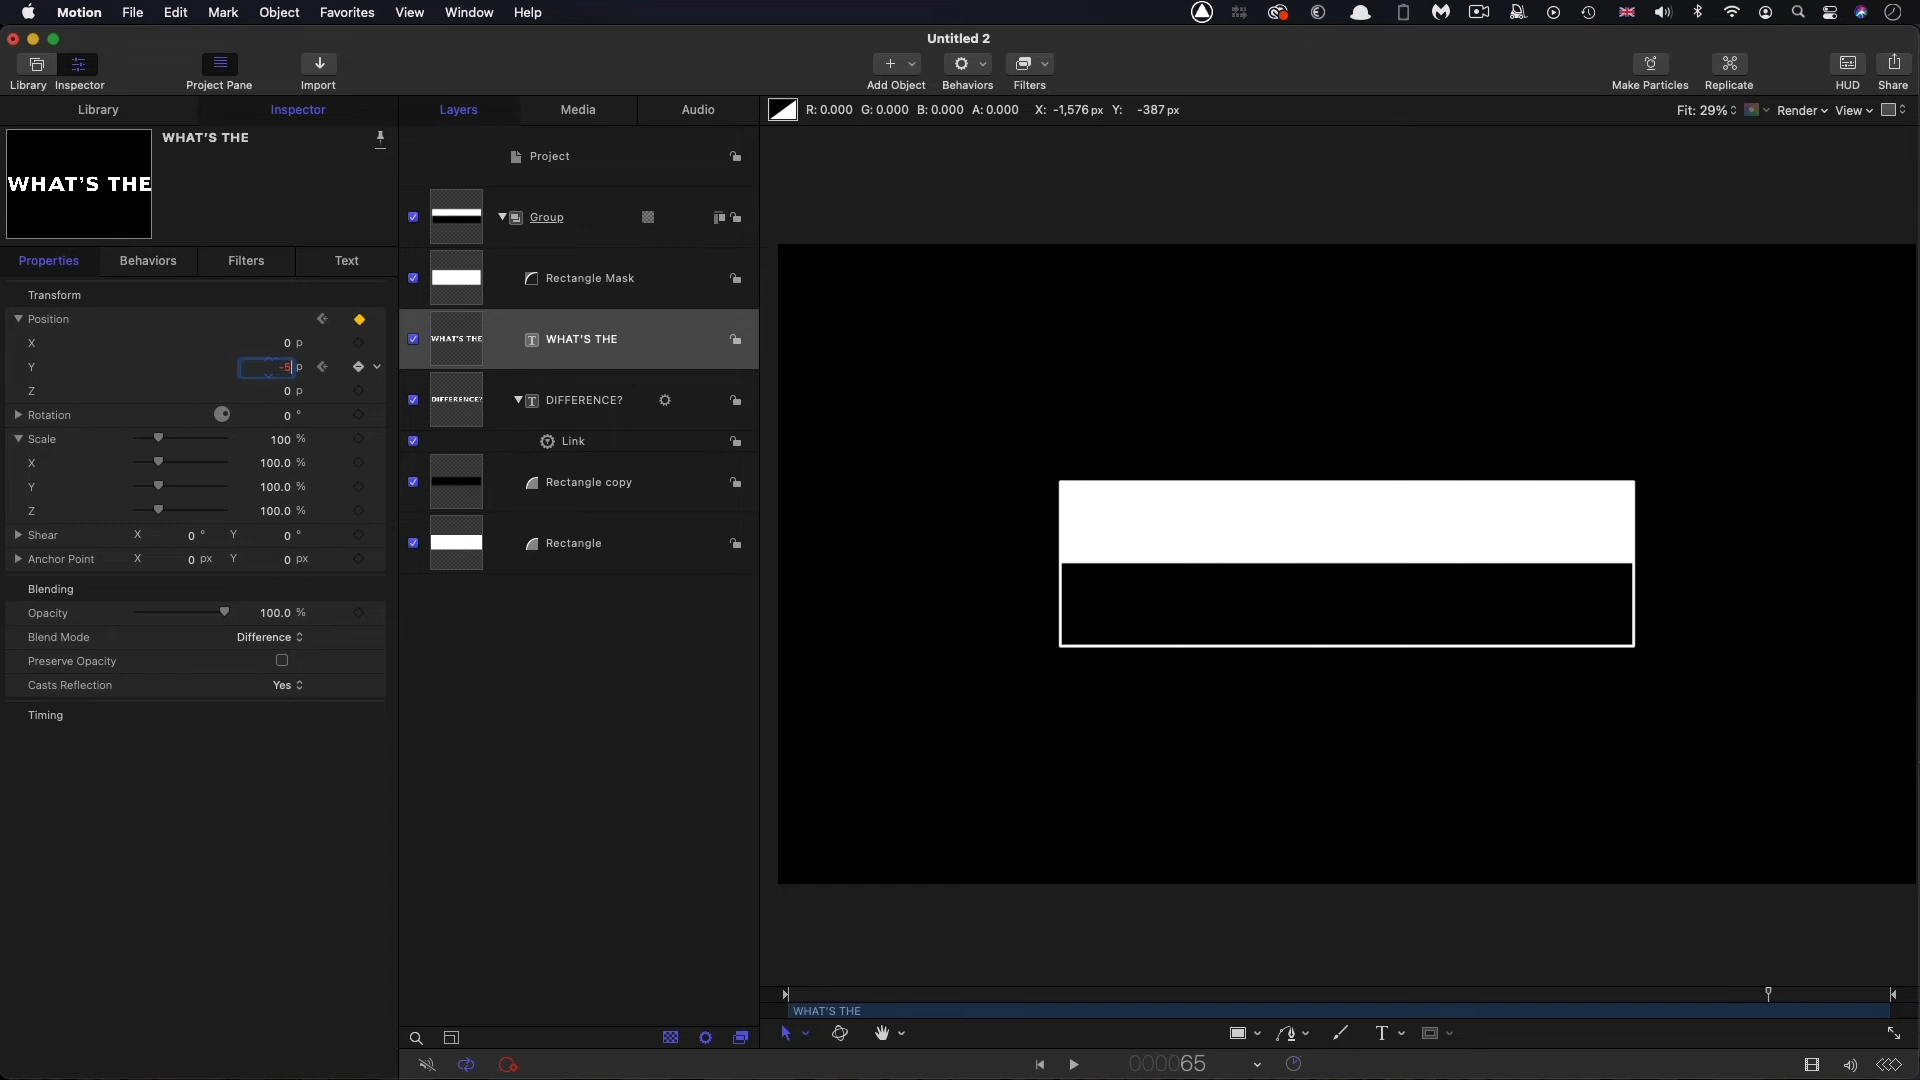 Motion File Edit Mark Object Favorites View Window Help
Untitled 2
Library Inspector Project Pane Import Add Object Behaviors Filters Make Particles Replicate HUD Share
Library Inspector Layers Media Audio R: 0.000 G: 0.000 B: 0.000 A: 0.000 X: -1,576 px Y: -387 px Fit: 29% Render View
WHAT'S THE
WHAT'S THE
Properties Behaviors Filters Text
Transform
Position
X 0 p
Y -5 p
Z 0 p
Rotation 0 °
Scale 100 %
X 100.0 %
Y 100.0 %
Z 100.0 %
Shear X 0 ° Y 0 °
Anchor Point X 0 px Y 0 px
Blending
Opacity 100.0 %
Blend Mode Difference
Preserve Opacity
Casts Reflection Yes
Timing
Project
Group
Rectangle Mask
WHAT'S THE T WHAT'S THE
DIFFERENCE? T DIFFERENCE?
Link
Rectangle copy
Rectangle
WHAT'S THE
T
000065